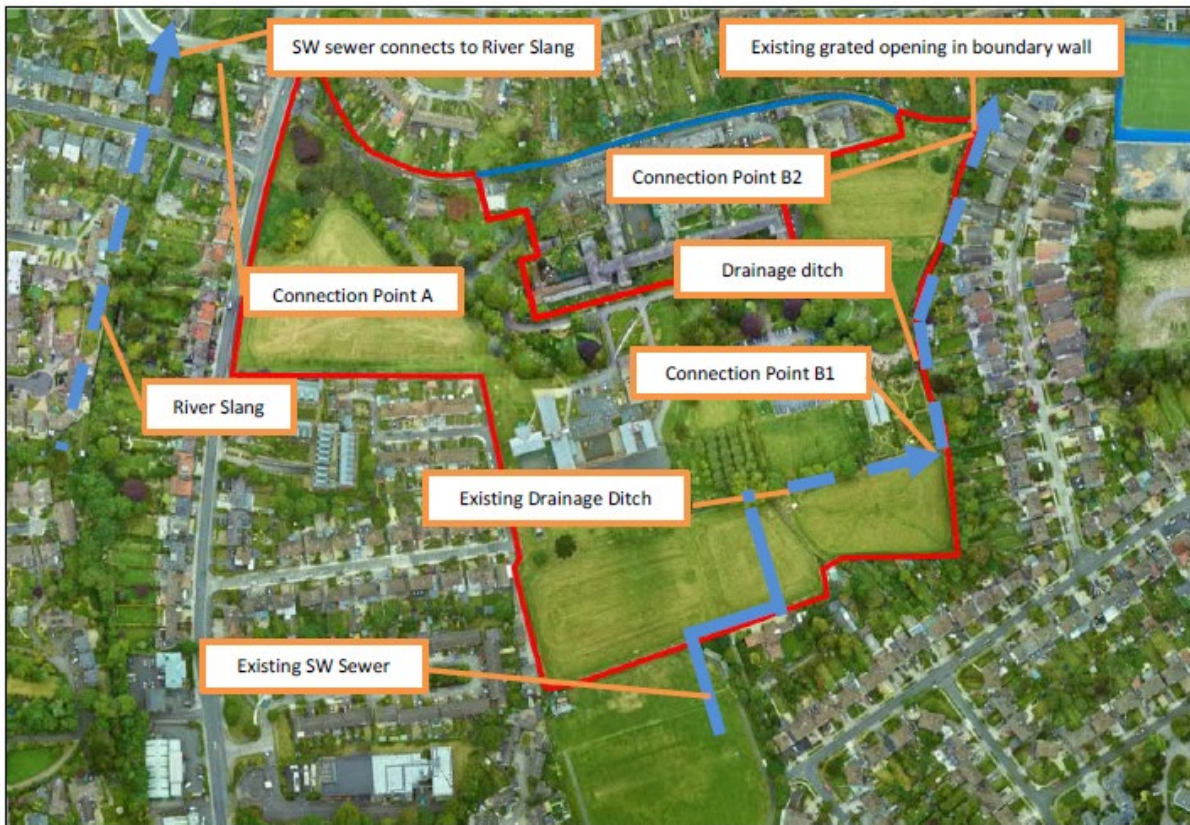 SW sewer connects to River Slang
Existing grated opening in boundary wall
Connection Point B2
Drainage ditch
Connection Point A
Connection Point B1
River Slang
Existing Drainage Ditch
Existing SW Sewer